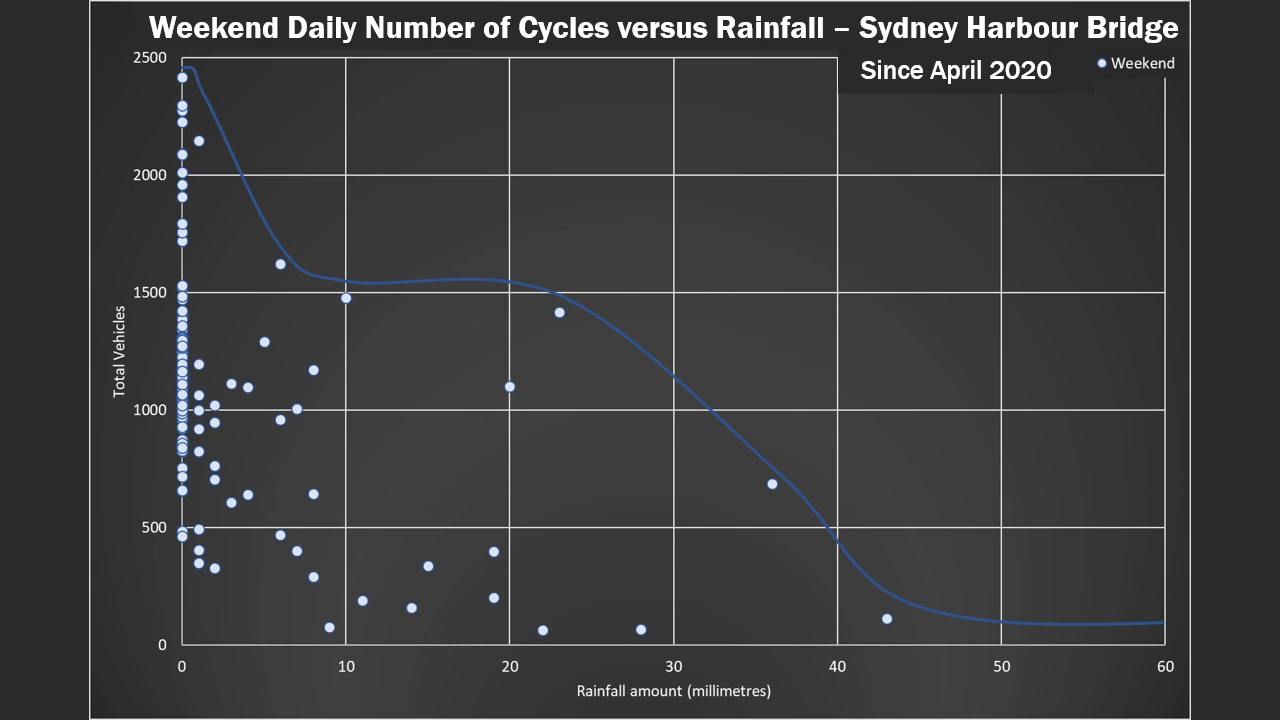 Weekend Daily Number of Cycles versus Rainfall – Sydney Harbour Bridge
Since April 2020
Weekend
2500
2000
1500
1000
500
0
Total Vehicles
0 10 20 30 40 50 60
Rainfall amount (millimetres)